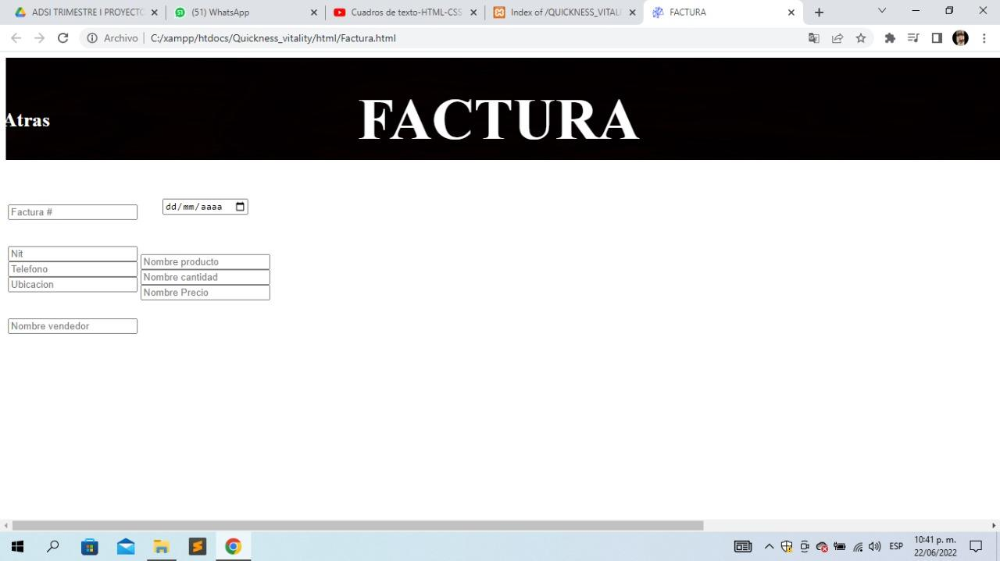 ADSI TRIMESTRE I PROYECTO
(51) WhatsApp
Cuadros de texto-HTML-CSS
Index of /QUICKNESS_VITALI
FACTURA
Archivo
C:/xampp/htdocs/Quickness_vitality/html/Factura.html
Atras
FACTURA
Factura #
dd/mm/aaaa
Nit
Telefono
Ubicacion
Nombre producto
Nombre cantidad
Nombre Precio
Nombre vendedor
ESP
10:41 p. m.
22/06/2022